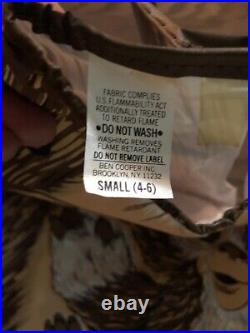 FABRIC COMPLIES
U.S. FLAMMABILITY ACT
ADDITIONALLY TREATED
TO RETARD FLAME
•DO NOT WASH•
WASHING REMOVES
FLAME RETARDANT
DO NOT REMOVE LABEL
BEN COOPER INC.
BROOKLYN, NY 11232
SMALL (4-6)